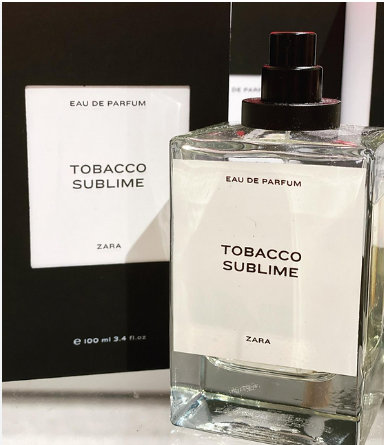 EAU DE PARFUM
TOBACCO
SUBLIME
ZARA
e 100 ml 3.4 fl.oz
EAU DE PARFUM
TOBACCO
SUBLIME
ZARA